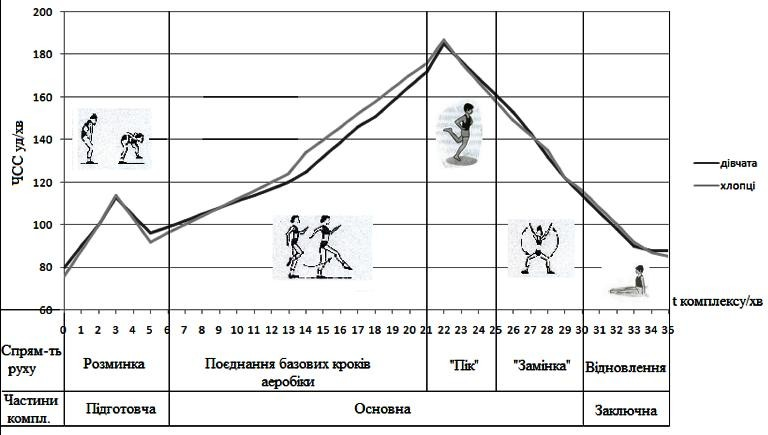 200
180
160
140
120
100
80
60
ЧСС уд/хв
дівчата
хлопці
t комплексу/хв
0 1 2 3 4 5 6 7 8 9 10 11 12 13 14 15 16 17 18 19 20 21 22 23 24 25 26 27 28 29 30 31 32 33 34 35
Спрям-ть
руху
Розминка
Поєднання базових кроків
аеробіки
"Пік"
"Замінка"
Відновлення
Частини
компл.
Підготовча
Основна
Заключна